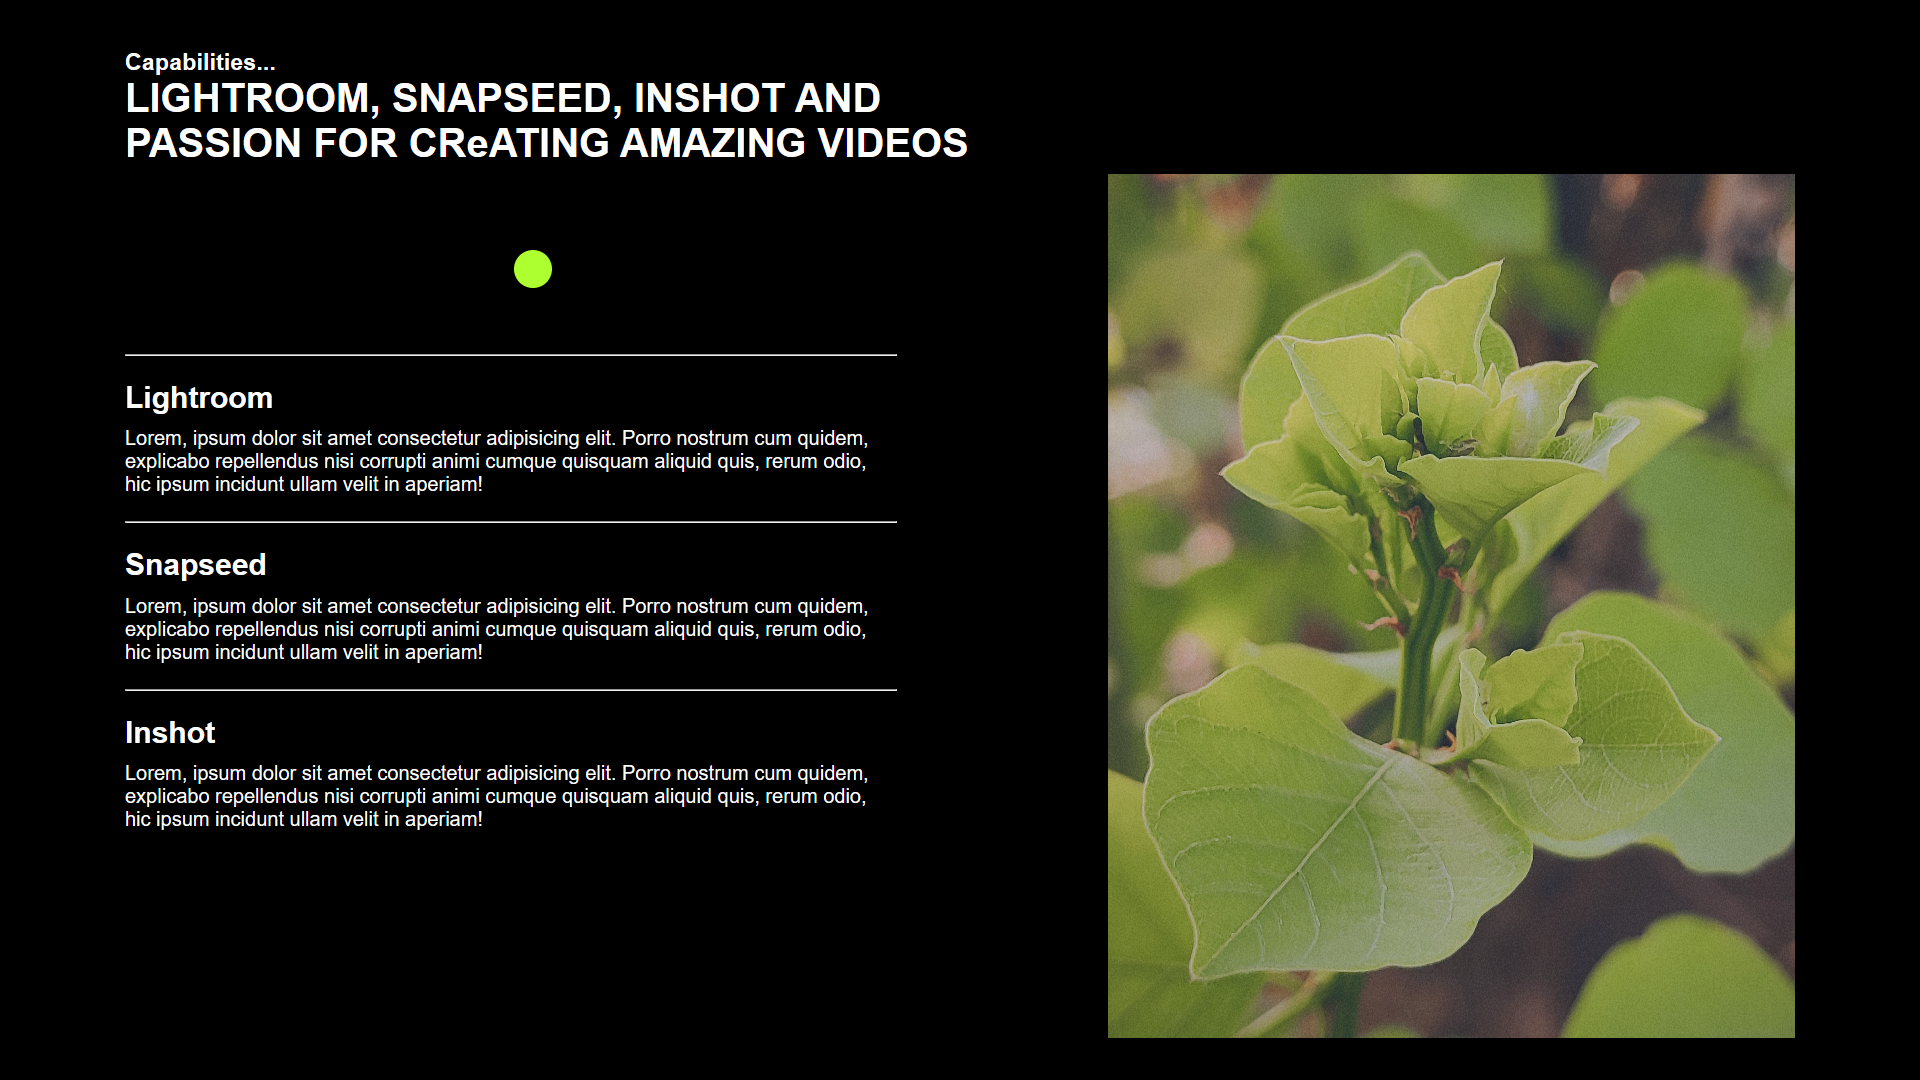 Capabilities...
LIGHTROOM, SNAPSEED, INSHOT AND
PASSION FOR CReATING AMAZING VIDEOS
Lightroom
Lorem, ipsum dolor sit amet consectetur adipisicing elit. Porro nostrum cum quidem,
explicabo repellendus nisi corrupti animi cumque quisquam aliquid quis, rerum odio,
hic ipsum incidunt ullam velit in aperiam!
Snapseed
Lorem, ipsum dolor sit amet consectetur adipisicing elit. Porro nostrum cum quidem,
explicabo repellendus nisi corrupti animi cumque quisquam aliquid quis, rerum odio,
hic ipsum incidunt ullam velit in aperiam!
Inshot
Lorem, ipsum dolor sit amet consectetur adipisicing elit. Porro nostrum cum quidem,
explicabo repellendus nisi corrupti animi cumque quisquam aliquid quis, rerum odio,
hic ipsum incidunt ullam velit in aperiam!